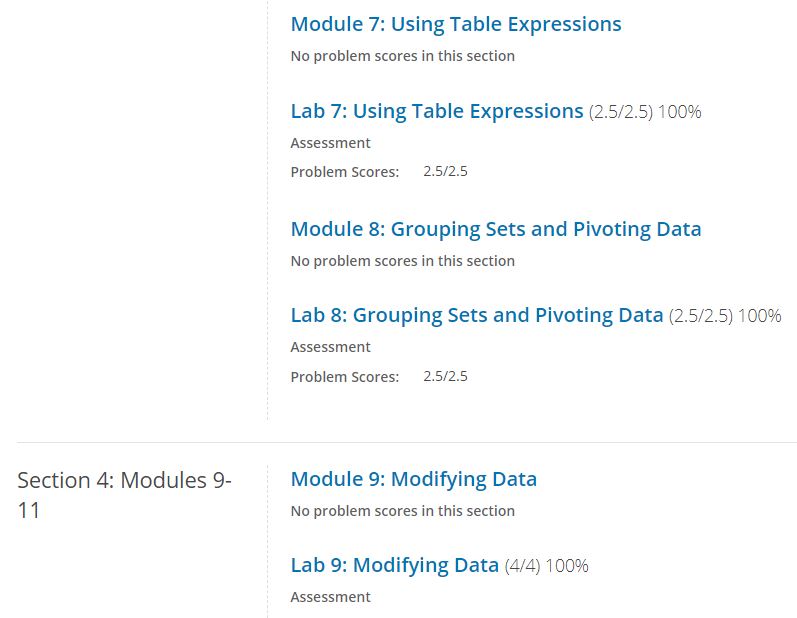 Module 7: Using Table Expressions
No problem scores in this section
Lab 7: Using Table Expressions (2.5/2.5) 100%
Assessment
Problem Scores: 2.5/2.5
Module 8: Grouping Sets and Pivoting Data
No problem scores in this section
Lab 8: Grouping Sets and Pivoting Data (2.5/2.5) 100%
Assessment
Problem Scores: 2.5/2.5
Section 4: Modules 9-
11
Module 9: Modifying Data
No problem scores in this section
Lab 9: Modifying Data (4/4) 100%
Assessment